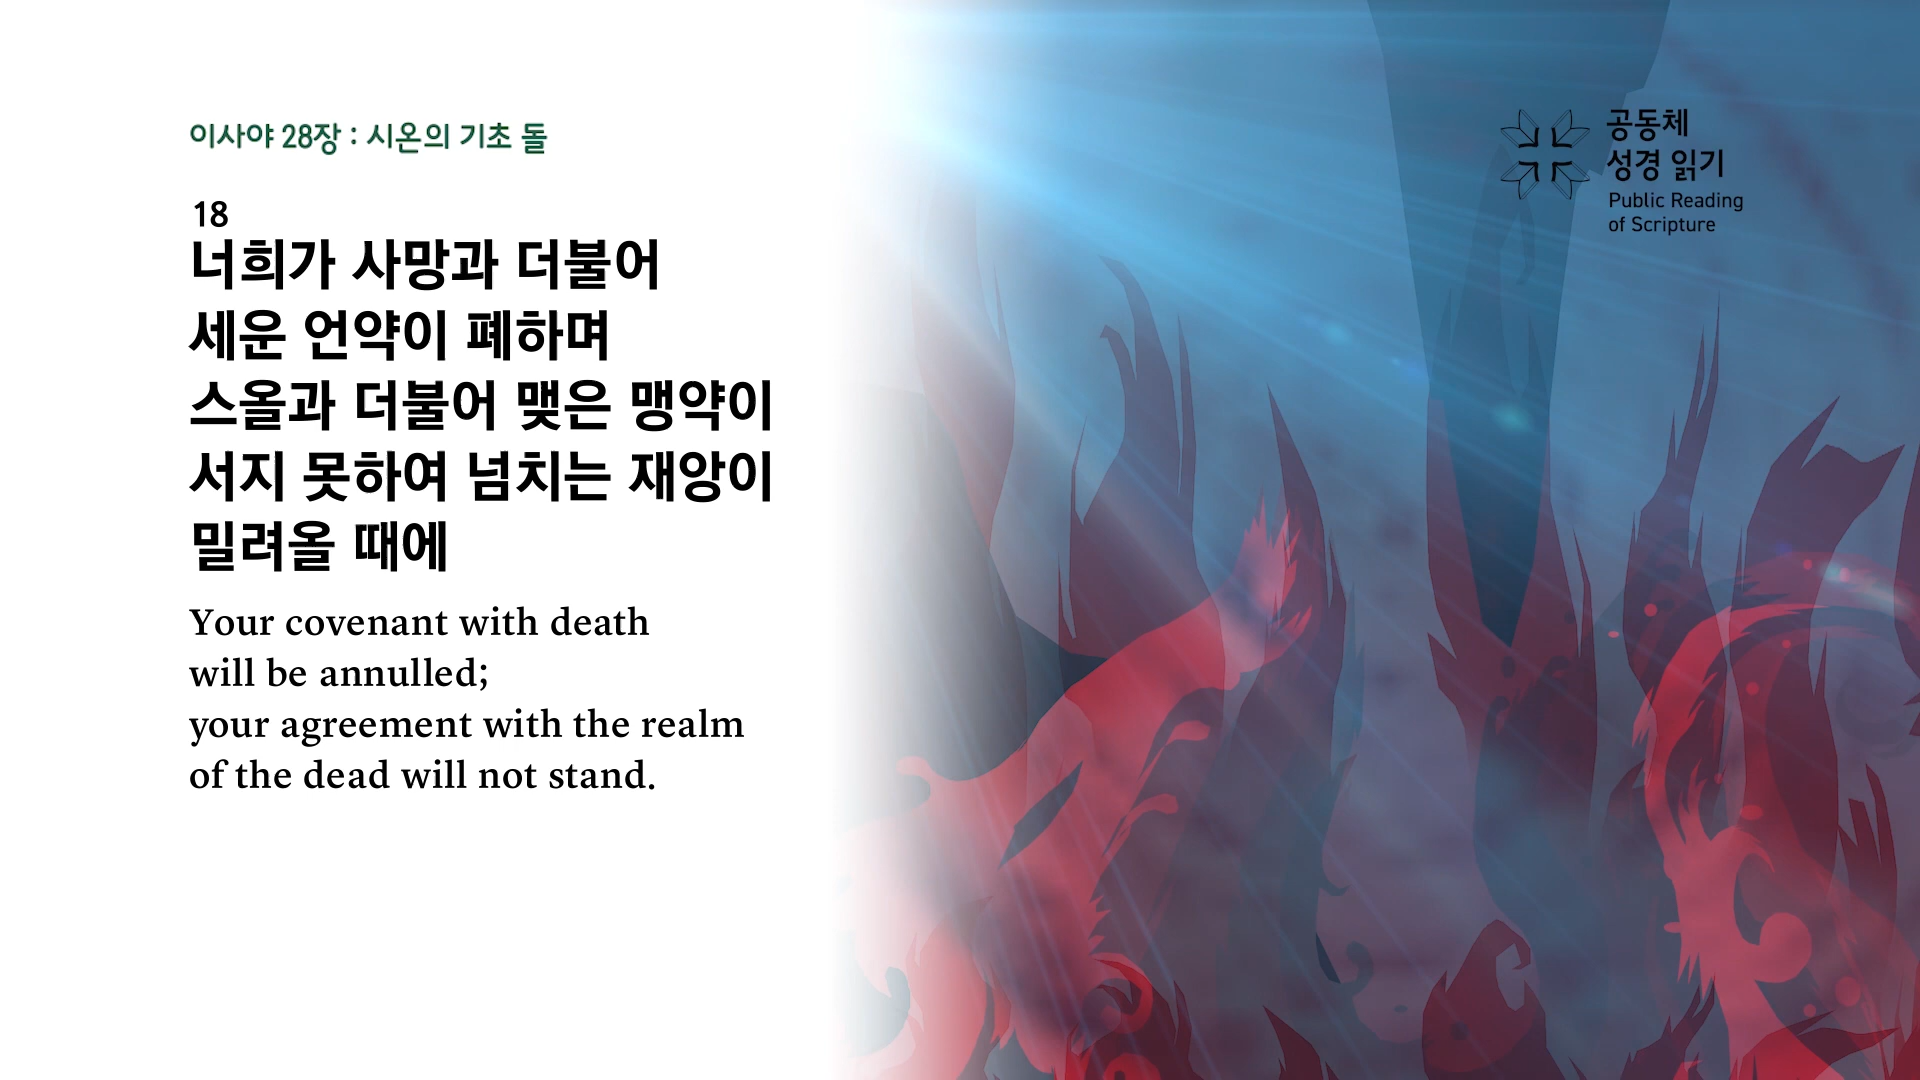 이사야 28장 : 시온의 기초 돌
18
너희가 사망과 더불어
세운 언약이 폐하며
스올과 더불어 맺은 맹약이
서지 못하여 넘치는 재앙이
밀려올 때에
Your covenant with death
will be annulled;
your agreement with the realm
of the dead will not stand.
공동체
성경 읽기
Public Reading
of Scripture